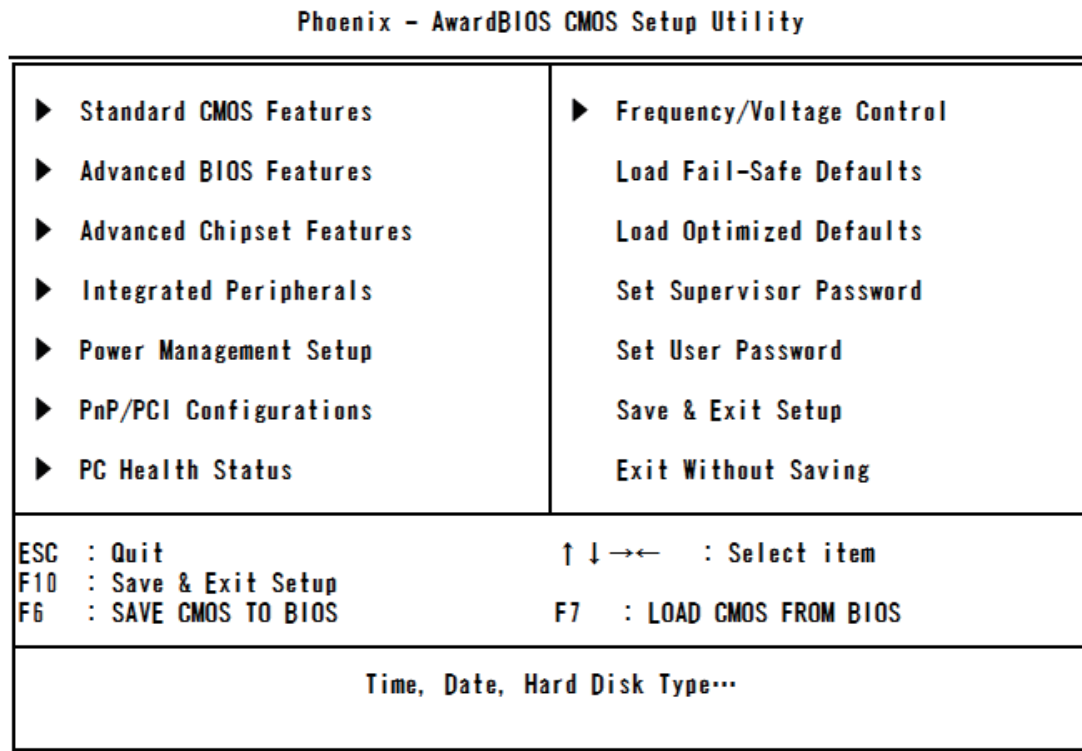 Phoenix - AwardBIOS CMOS Setup Utility
▶ Standard CMOS Features
▶ Advanced BIOS Features
▶ Advanced Chipset Features
▶ Integrated Peripherals
▶ Power Management Setup
▶ PnP/PCI Configurations
▶ PC Health Status
▶ Frequency/Voltage Control
Load Fail-Safe Defaults
Load Optimized Defaults
Set Supervisor Password
Set User Password
Save & Exit Setup
Exit Without Saving
ESC : Quit
↑↓→← : Select item
F10 : Save & Exit Setup
F6 : SAVE CMOS TO BIOS
F7 : LOAD CMOS FROM BIOS
Time, Date, Hard Disk Type…